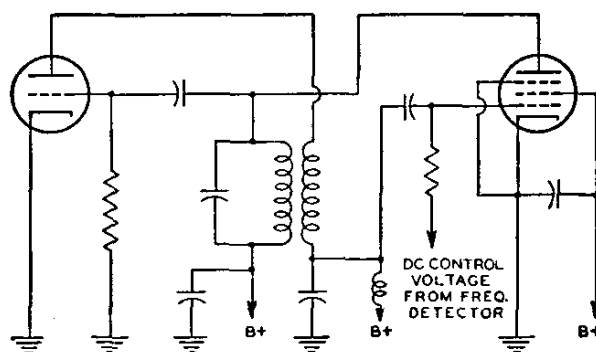 DC CONTROL
VOLTAGE
FROM FREQ.
DETECTOR
B+
B+
B+